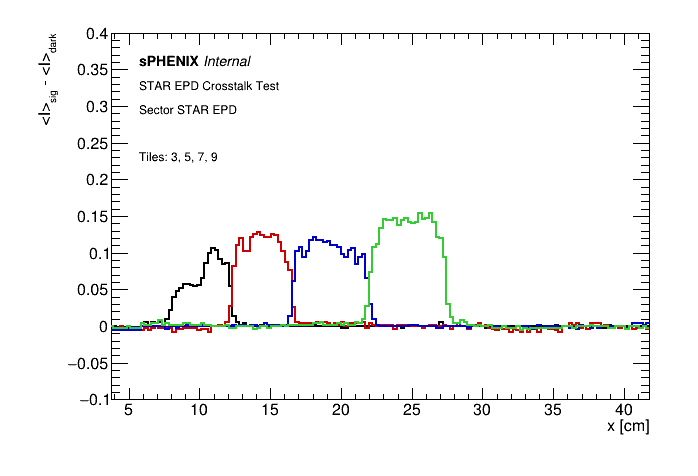 0.4
<I>sig - <I>dark
sPHENIX Internal
0.35
STAR EPD Crosstalk Test
0.3
Sector STAR EPD
0.25
Tiles: 3, 5, 7, 9
0.2
0.15
0.1
0.05
0
−0.05
−0.1
5 10 15 20 25 30 35 40
x [cm]